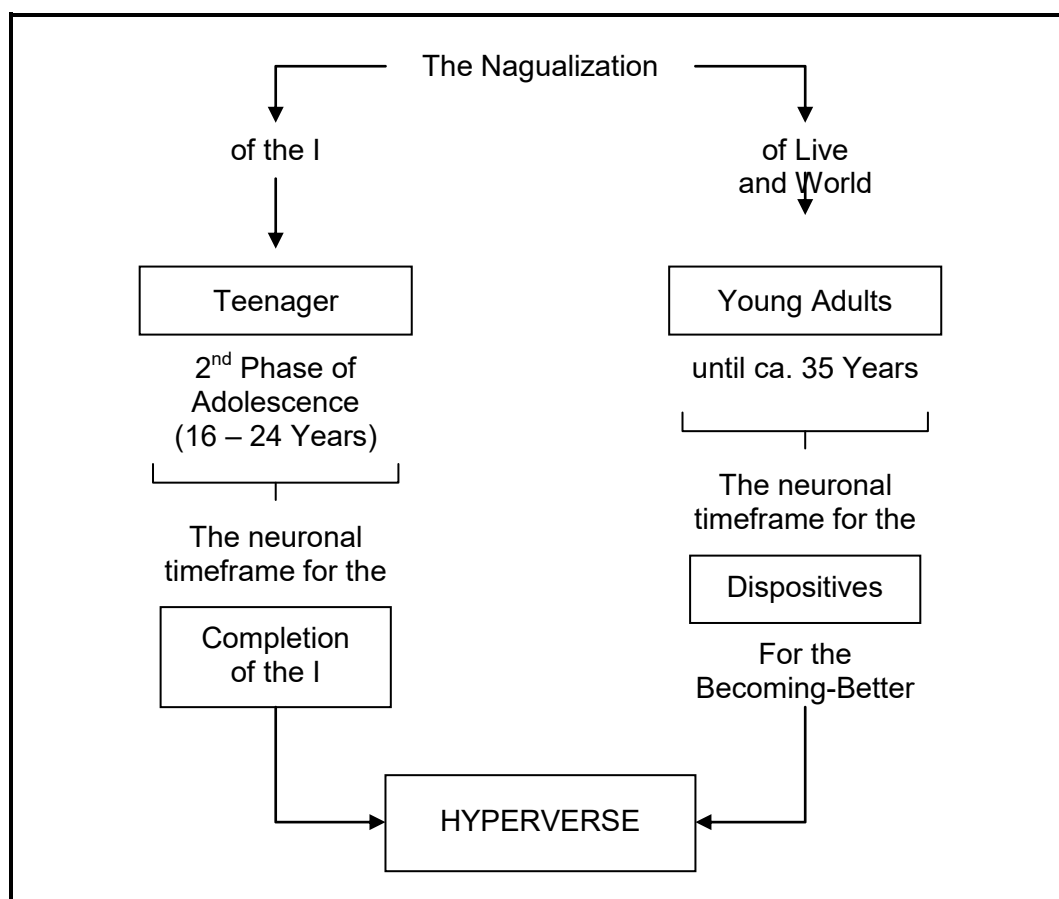 The Nagualization
of the I
Teenager
2nd Phase of
Adolescence
(16 – 24 Years)
The neuronal
timeframe for the
Completion
of the I
of Live
and World
Young Adults
until ca. 35 Years
The neuronal
timeframe for the
Dispositives
For the
Becoming-Better
HYPERVERSE